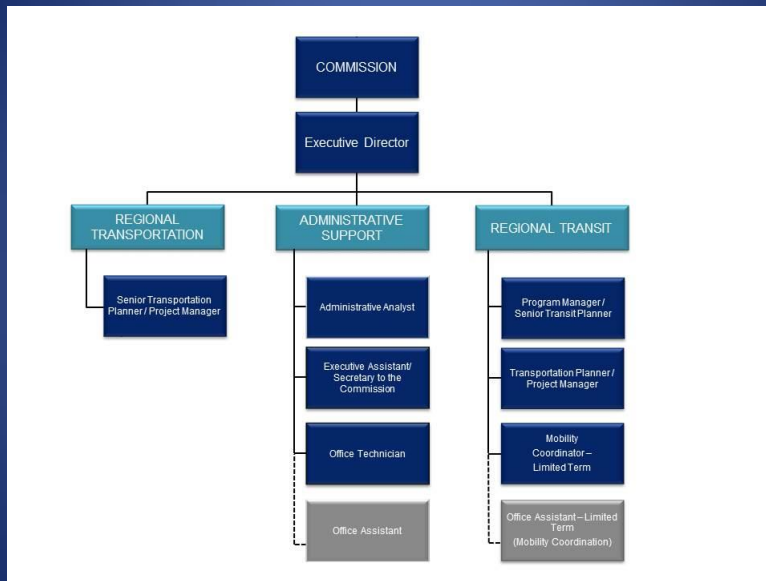 COMMISSION
Executive Director
REGIONAL
TRANSPORTATION
Senior Transportation
Planner / Project Manager
ADMINISTRATIVE
SUPPORT
Administrative Analyst
Executive Assistant/
Secretary to the
Commission
Office Technician
Office Assistant
REGIONAL TRANSIT
Program Manager /
Senior Transit Planner
Transportation Planner /
Project Manager
Mobility
Coordinator–
Limited Term
Office Assistant–Limited
Term
(Mobility Coordination)